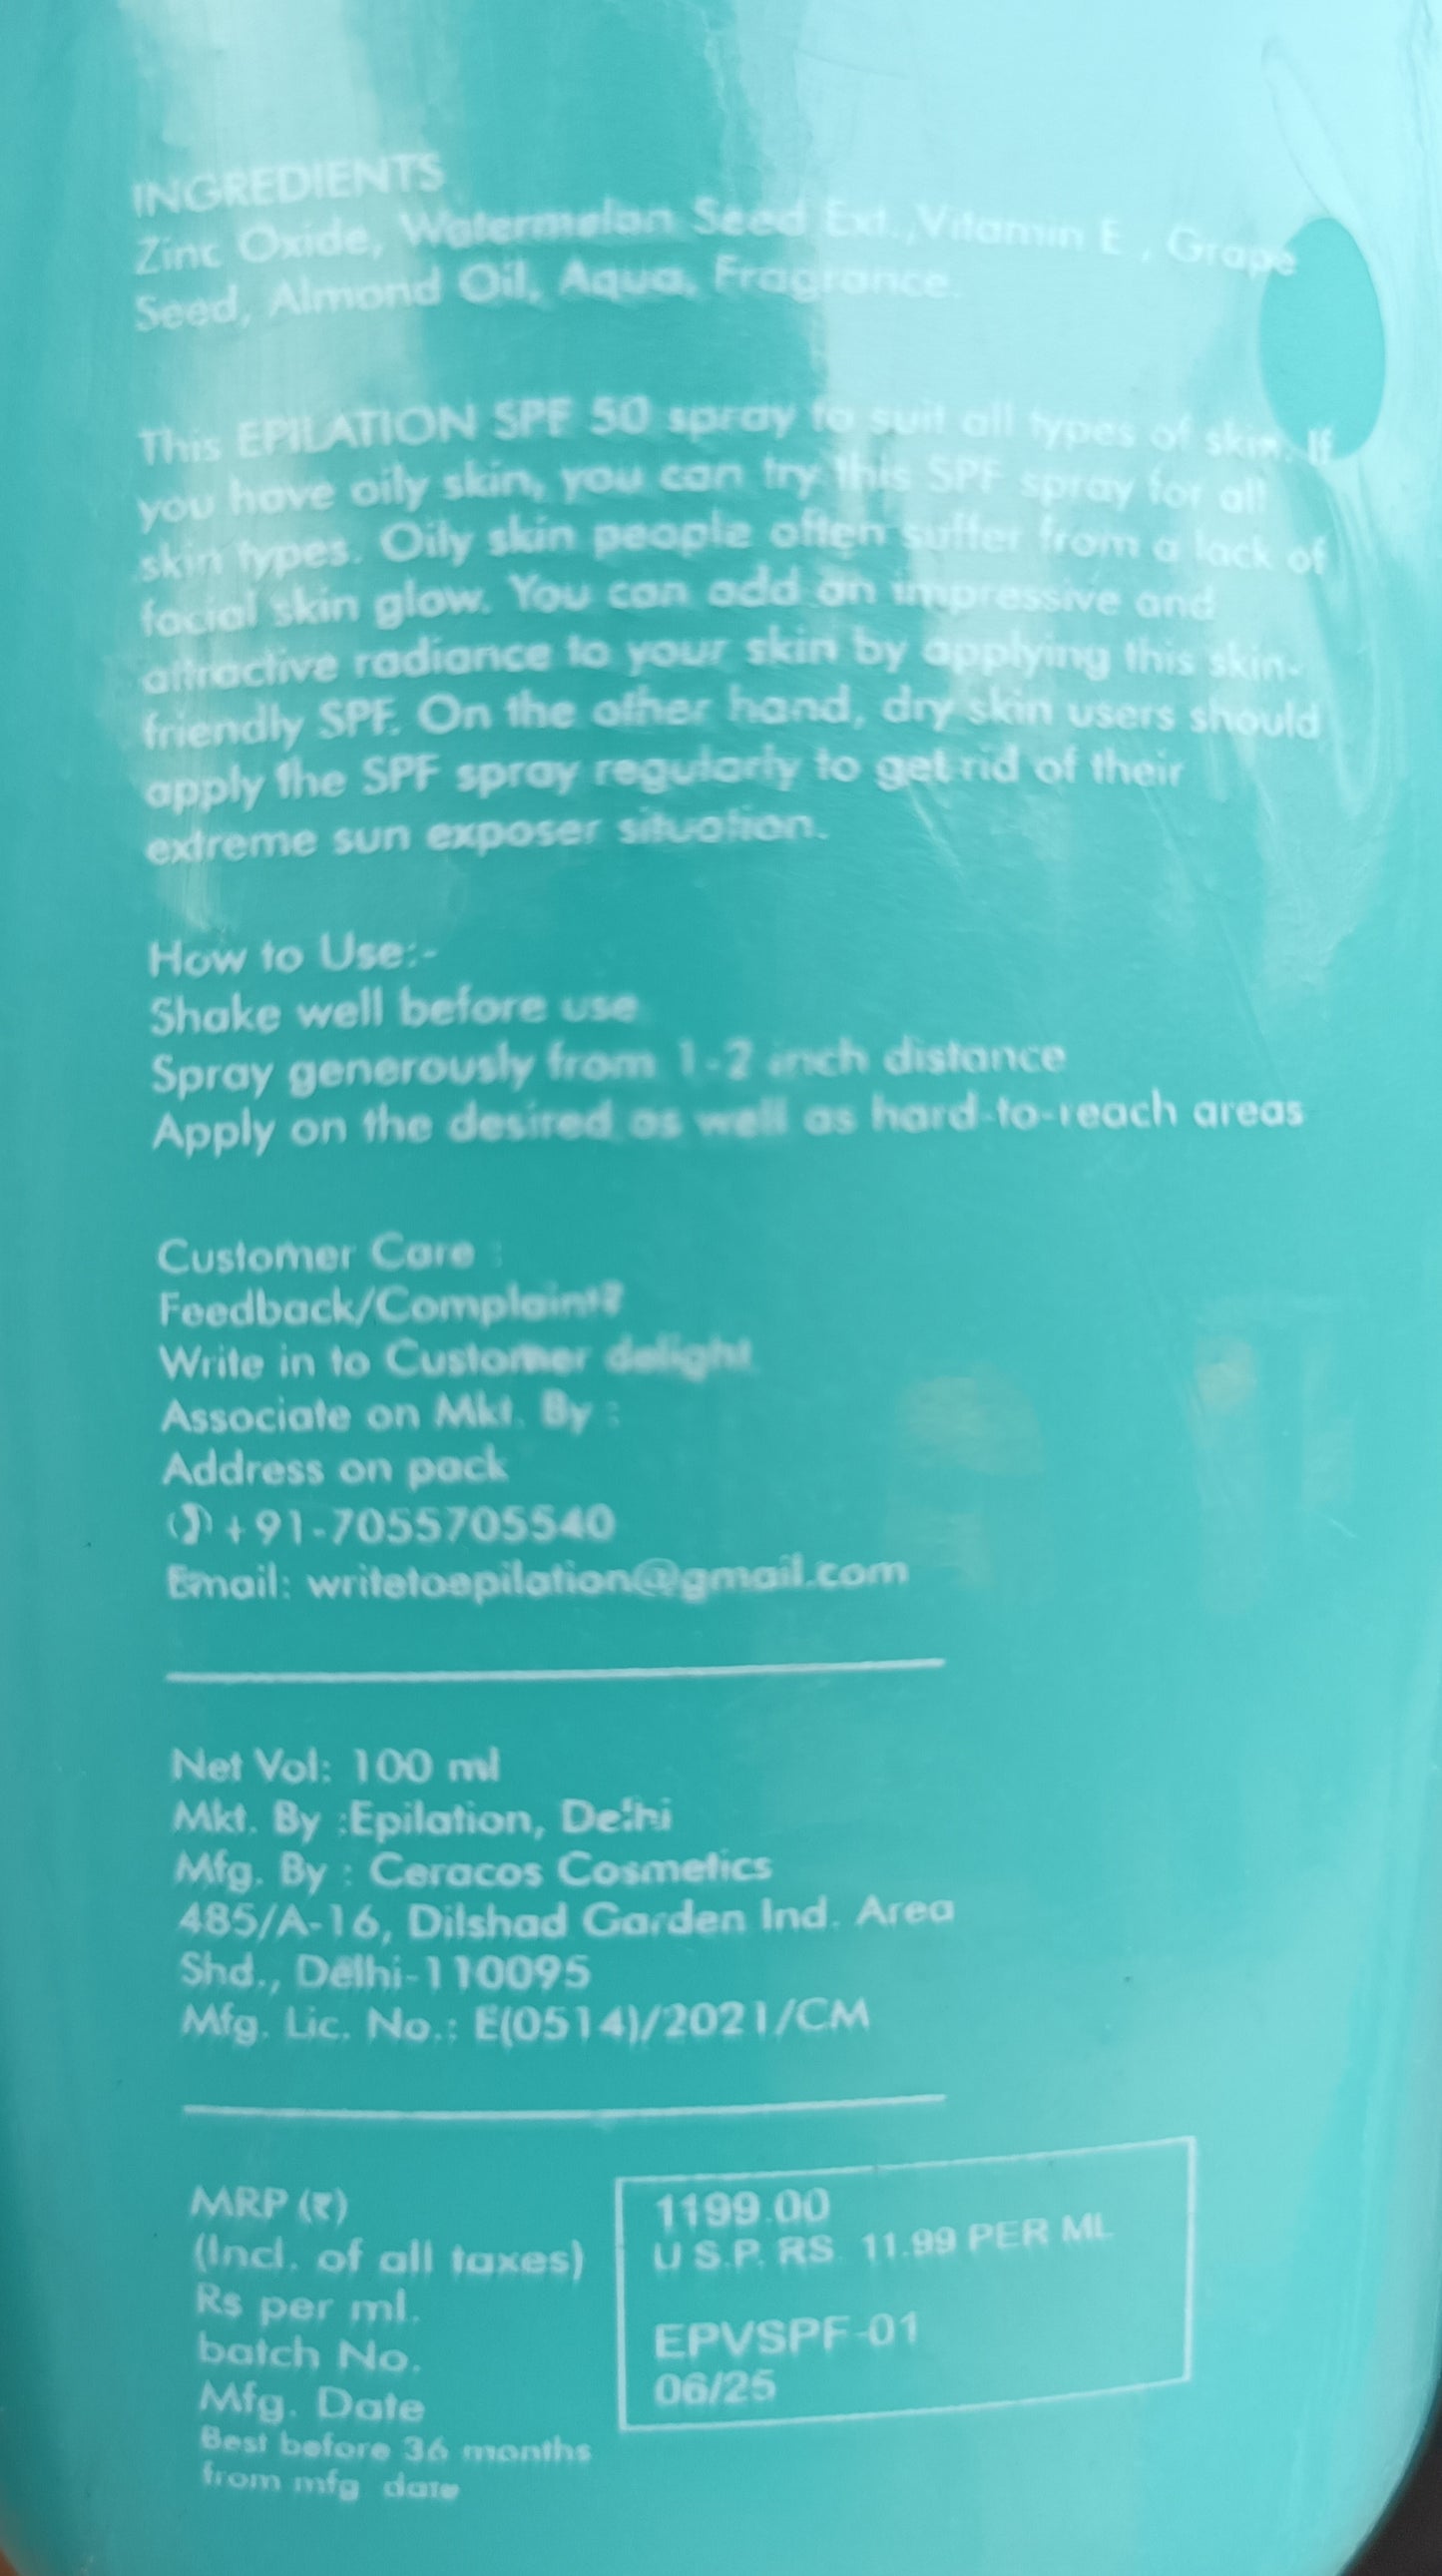 INGREDIENTS
Zinc Oxide, Watermelon Seed Ext.,Vitamin E , Grape
Seed, Almond Oil, Aqua, Fragrance.
This EPILATION SPF 50 spray to suit all types of skin. If
you have oily skin, you can try this SPF spray for all
skin types. Oily skin people often suffer from a lack of
facial skin glow. You can add an impressive and
attractive radiance to your skin by applying this skin-
friendly SPF. On the other hand, dry skin users should
apply the SPF spray regularly to get rid of their
extreme sun exposer situation.
How to Use:-
Shake well before use
Spray generously from 1-2 inch distance
Apply on the desired as well as hard-to-reach areas
Customer Care :
Feedback/Complaint?
Write in to Customer delight
Associate on Mkt. By :
Address on pack
+91-7055705540
Email: writetoepilation@gmail.com
Net Vol: 100 ml
Mkt. By :Epilation, Delhi
Mfg. By : Ceracos Cosmetics
485/A-16, Dilshad Garden Ind. Area
Shd., Delhi-110095
Mfg. Lic. No.: E(0514)/2021/CM
MRP (₹) 1199.00
(Incl. of all taxes) U.S.P. RS. 11.99 PER ML
Rs per ml.
batch No. EPVSPF-01
Mfg. Date 06/25
Best before 36 months
from mfg date